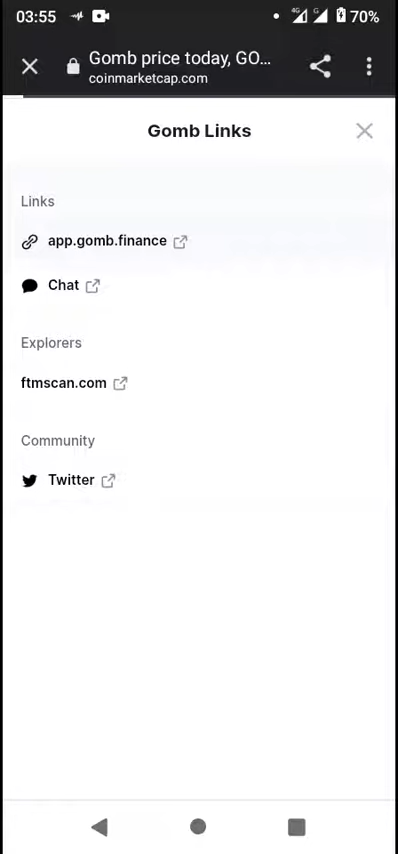 03:55
4G
G
70%
Gomb price today, GO...
coinmarketcap.com
Gomb Links
Links
app.gomb.finance
Chat
Explorers
ftmscan.com
Community
Twitter